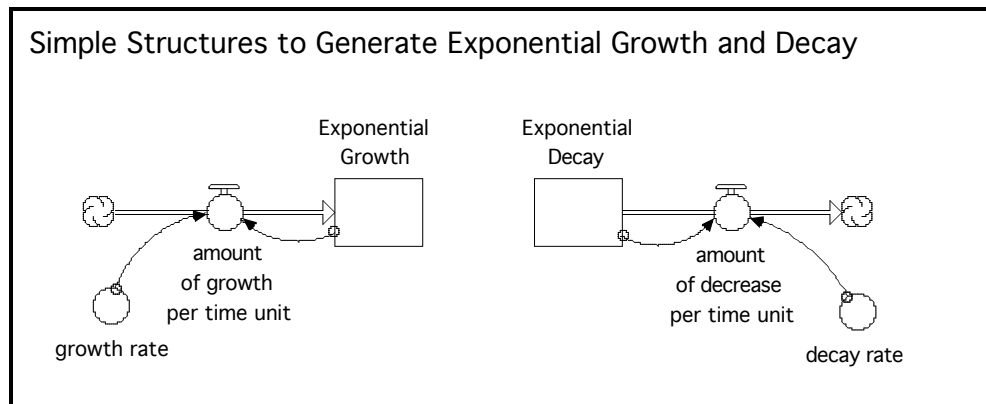 Simple Structures to Generate Exponential Growth and Decay
Exponential
Growth
amount
of growth
per time unit
growth rate
Exponential
Decay
amount
of decrease
per time unit
decay rate